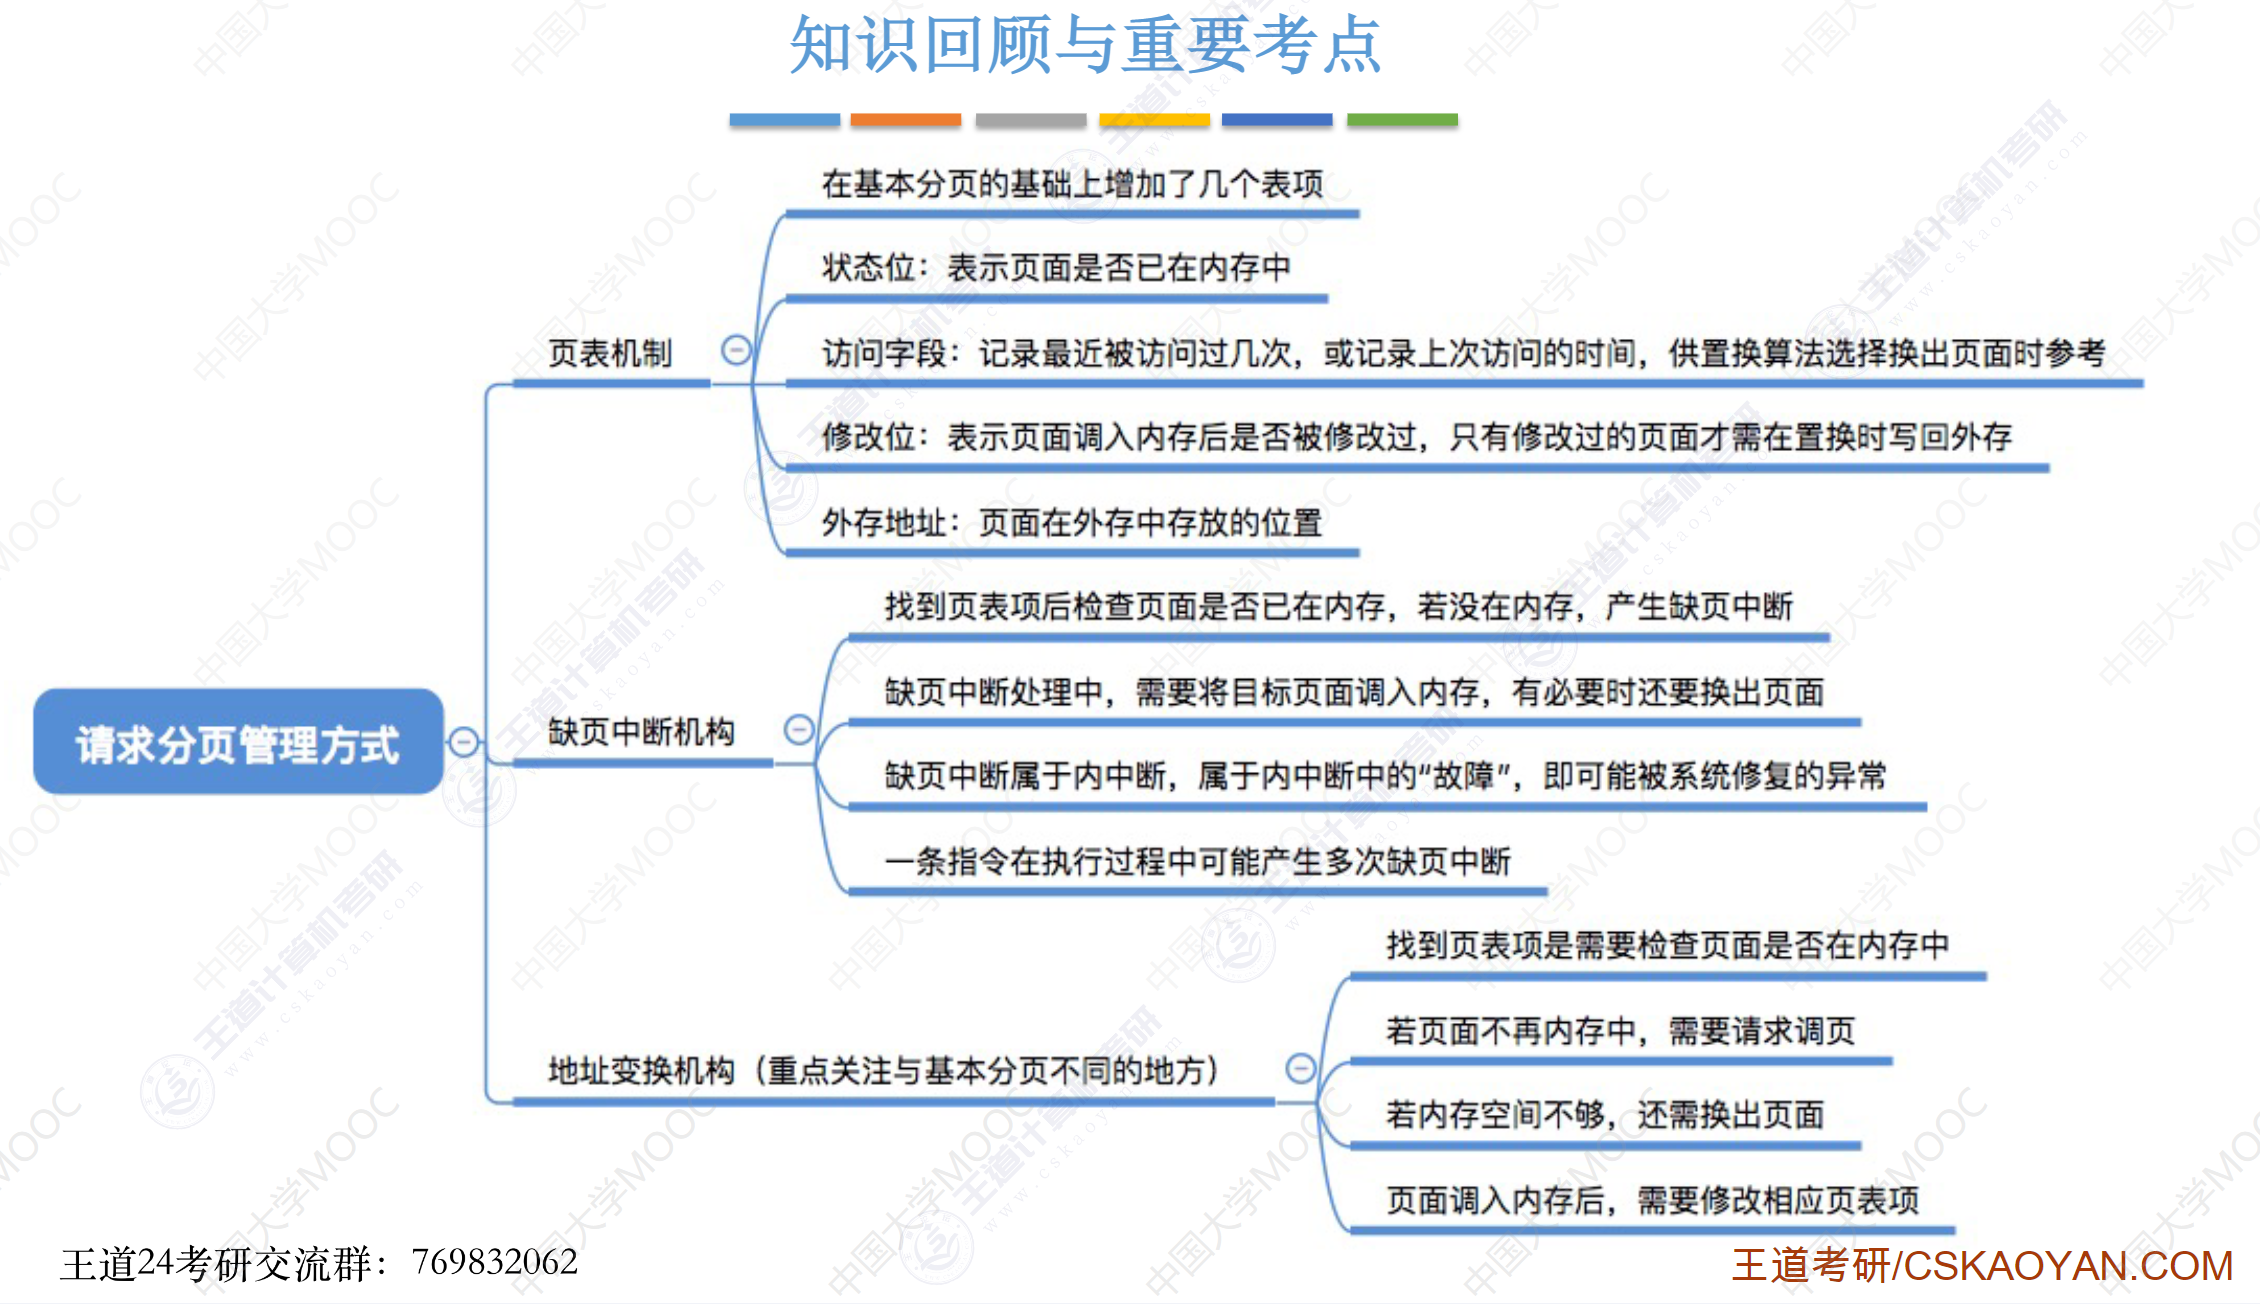 知识回顾与重要考点
在基本分页的基础上增加了几个表项
状态位：表示页面是否已在内存中
页表机制
访问字段：记录最近被访问过几次，或记录上次访问的时间，供置换算法选择换出页面时参考
修改位：表示页面调入内存后是否被修改过，只有修改过的页面才需在置换时写回外存
外存地址：页面在外存中存放的位置
找到页表项后检查页面是否已在内存，若没在内存，产生缺页中断
缺页中断处理中，需要将目标页面调入内存，有必要时还要换出页面
请求分页管理方式
缺页中断机构
缺页中断属于内中断，属于内中断中的“故障”，即可能被系统修复的异常
一条指令在执行过程中可能产生多次缺页中断
找到页表项是需要检查页面是否在内存中
若页面不再内存中，需要请求调页
地址变换机构（重点关注与基本分页不同的地方）
若内存空间不够，还需换出页面
页面调入内存后，需要修改相应页表项
王道24考研交流群：769832062
王道考研/CSKAOYAN.COM
中国大学MOOC
王道计算机考研
www.cskaoyan.com